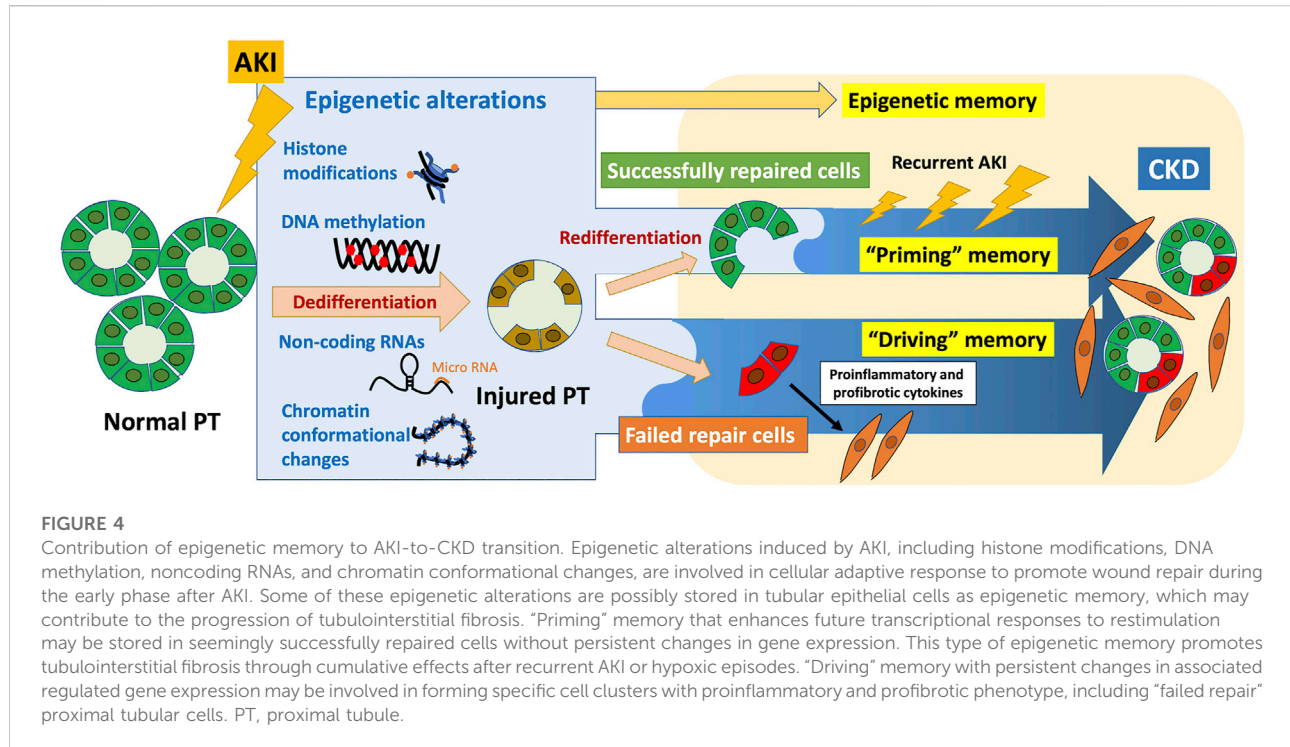 AKI
Epigenetic alterations
Epigenetic memory
Histone
modifications
Successfully repaired cells
Recurrent AKI
CKD
DNA methylation
Redifferentiation
"Priming" memory
Dedifferentiation
Non-coding RNAs
"Driving" memory
Micro RNA
Proinflammatory and
profibrotic cytokines
Normal PT
Injured PT
Chromatin
conformational
changes
Failed repair cells
FIGURE 4
Contribution of epigenetic memory to AKI-to-CKD transition. Epigenetic alterations induced by AKI, including histone modifications, DNA
methylation, noncoding RNAs, and chromatin conformational changes, are involved in cellular adaptive response to promote wound repair during
the early phase after AKI. Some of these epigenetic alterations are possibly stored in tubular epithelial cells as epigenetic memory, which may
contribute to the progression of tubulointerstitial fibrosis. "Priming" memory that enhances future transcriptional responses to restimulation
may be stored in seemingly successfully repaired cells without persistent changes in gene expression. This type of epigenetic memory promotes
tubulointerstitial fibrosis through cumulative effects after recurrent AKI or hypoxic episodes. "Driving" memory with persistent changes in associated
regulated gene expression may be involved in forming specific cell clusters with proinflammatory and profibrotic phenotype, including "failed repair"
proximal tubular cells. PT, proximal tubule.